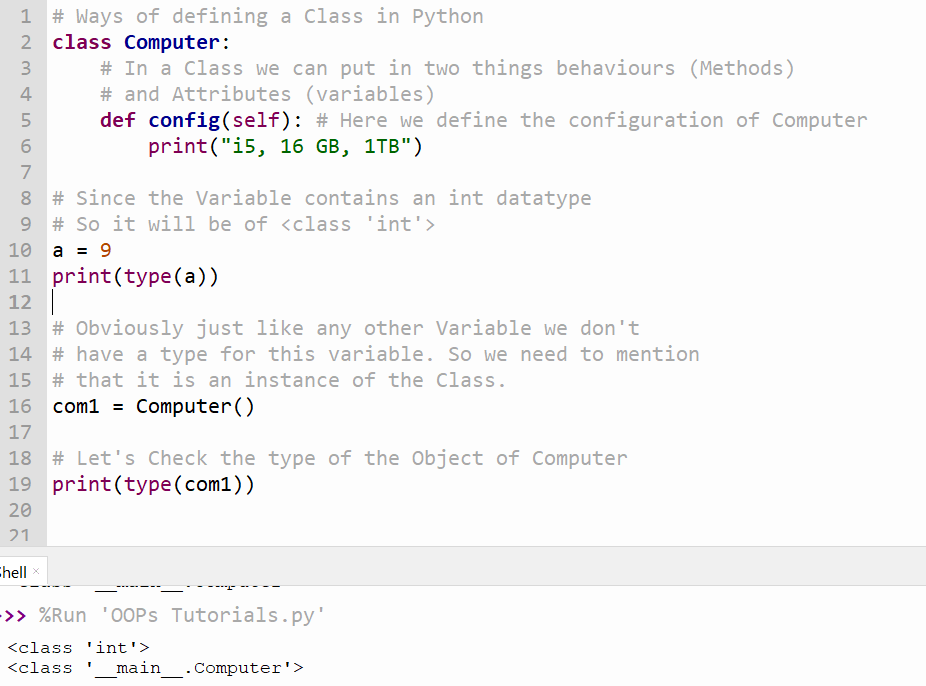 1 # Ways of defining a Class in Python
2 class Computer:
3     # In a Class we can put in two things behaviours (Methods)
4     # and Attributes (variables)
5     def config(self): # Here we define the configuration of Computer
6         print("i5, 16 GB, 1TB")
7
8 # Since the Variable contains an int datatype
9 # So it will be of <class 'int'>
10 a = 9
11 print(type(a))
12
13 # Obviously just like any other Variable we don't
14 # have a type for this variable. So we need to mention
15 # that it is an instance of the Class.
16 com1 = Computer()
17
18 # Let's Check the type of the Object of Computer
19 print(type(com1))
20
21
Shell ×
>>> %Run 'OOPs Tutorials.py'
<class 'int'>
<class '__main__.Computer'>